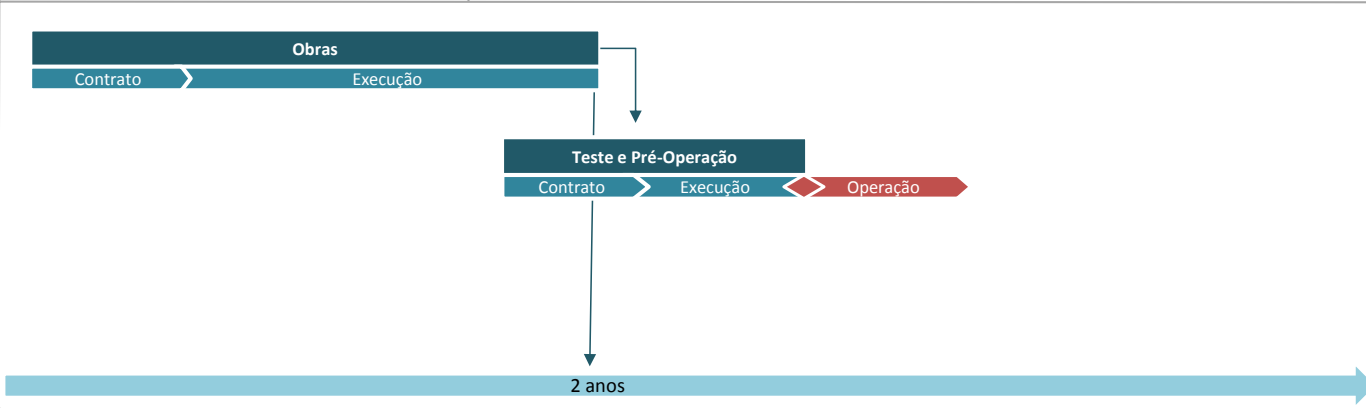 Obras
Contrato
Execução
Teste e Pré-Operação
Contrato
Execução
Operação
2 anos